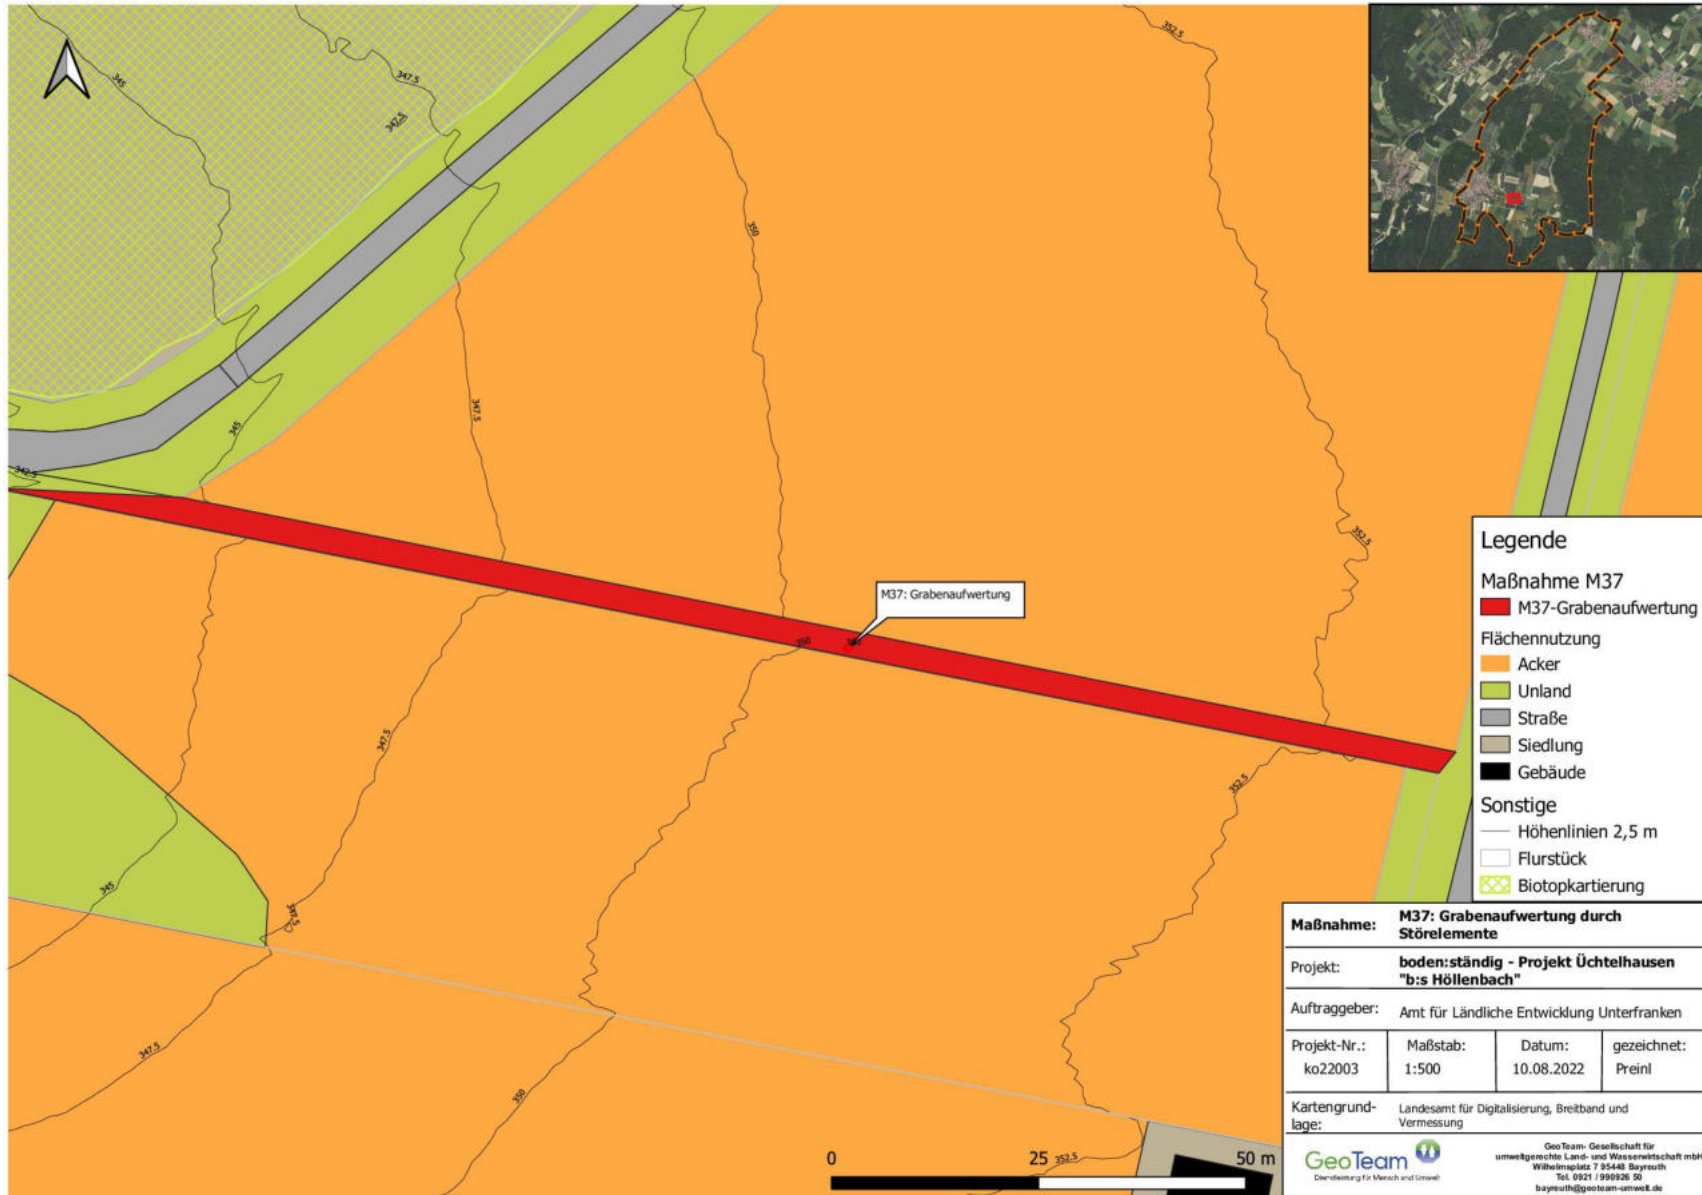 352.5
345
347.5
347.5
350
347.5
345
342.5
352.5
M37: Grabenaufwertung
350
352.5
347.5
345
347.5
347.5
350
352.5
0 25 50 m
Legende
Maßnahme M37
M37-Grabenaufwertung
Flächennutzung
Acker
Unland
Straße
Siedlung
Gebäude
Sonstige
Höhenlinien 2,5 m
Flurstück
Biotopkartierung
Maßnahme: M37: Grabenaufwertung durch
Störelemente
Projekt: boden:ständig - Projekt Üchtelhausen
"b:s Höllenbach"
Auftraggeber: Amt für Ländliche Entwicklung Unterfranken
Projekt-Nr.: Maßstab: Datum: gezeichnet:
ko22003 1:500 10.08.2022 Preinl
Kartengrund-
lage: Landesamt für Digitalisierung, Breitband und
Vermessung
GeoTeam
Dienstleistung für Mensch und Umwelt
GeoTeam- Gesellschaft für
umweltgerechte Land- und Wasserwirtschaft mbH
Wilhelmsplatz 7 95448 Bayreuth
Tel. 0921 / 990926 50
bayreuth@geoteam-umwelt.de